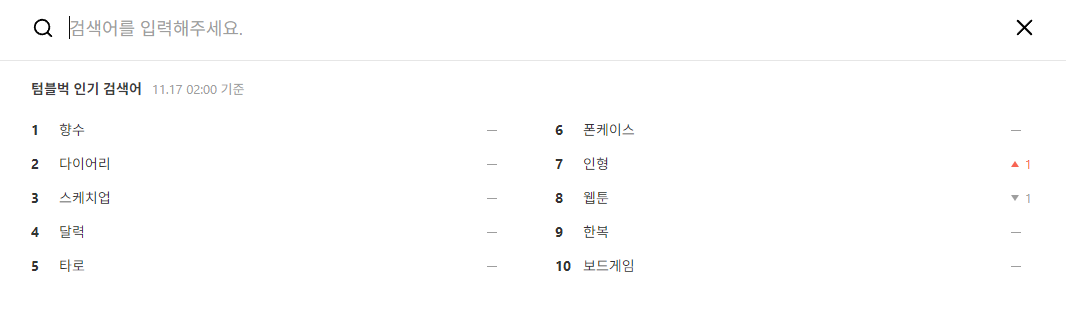 검색어를 입력해주세요.
텀블벅 인기 검색어 11.17 02:00 기준
1 향수 —
2 다이어리 —
3 스케치업 —
4 달력 —
5 타로 —
6 폰케이스 —
7 인형 ▲ 1
8 웹툰 ▼ 1
9 한복 —
10 보드게임 —